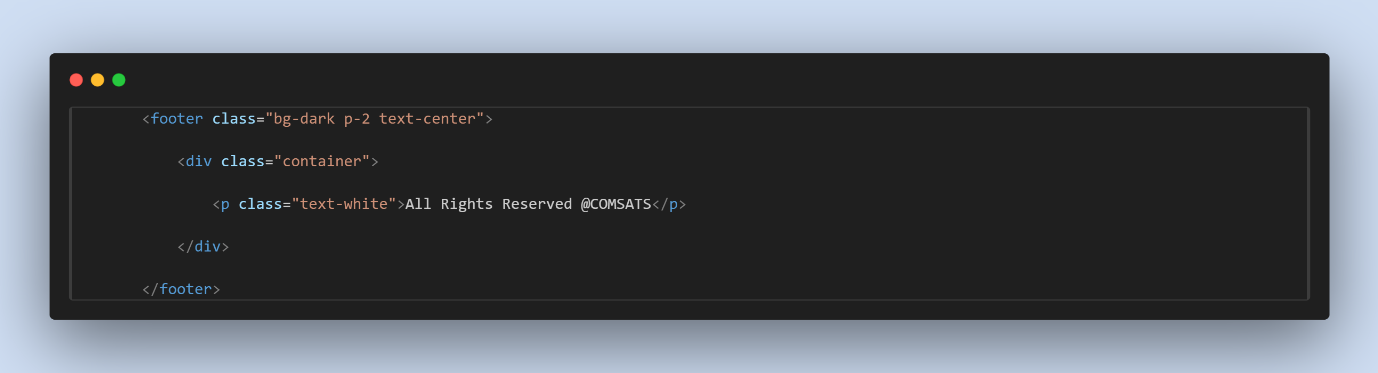 <footer class="bg-dark p-2 text-center">
<div class="container">
<p class="text-white">All Rights Reserved @COMSATS</p>
</div>
</footer>